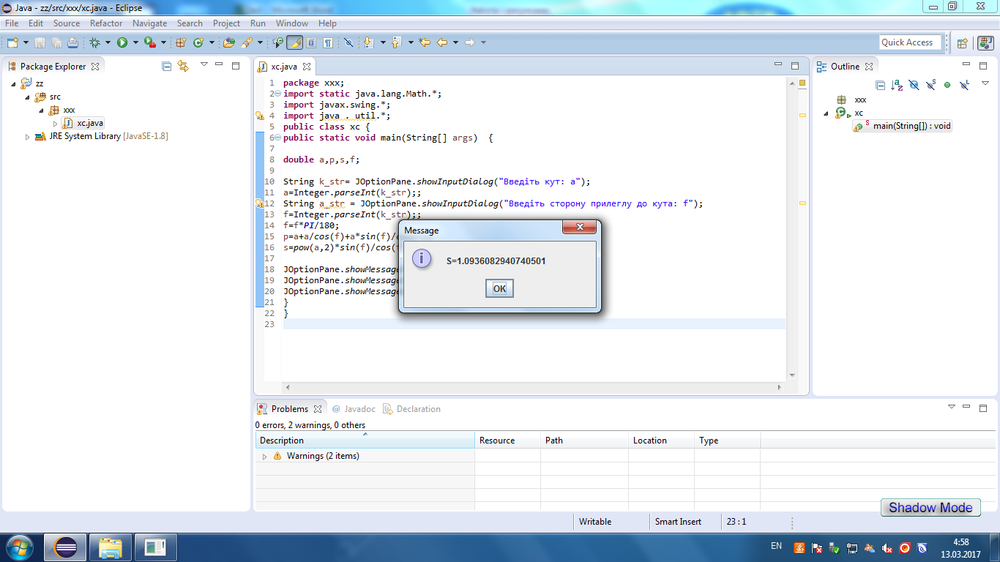 Java - zz/src/xxx/xc.java - Eclipse
File Edit Source Refactor Navigate Search Project Run Window Help
Quick Access
Package Explorer
zz
src
xxx
xc.java
JRE System Library [JavaSE-1.8]
xc.java
1 package xxx;
2 import static java.lang.Math.*;
3 import javax.swing.*;
4 import java . util.*;
5 public class xc {
6 public static void main(String[] args)  {
7
8 double a,p,s,f;
9
10 String k_str= JOptionPane.showInputDialog("Введіть кут: a");
11 a=Integer.parseInt(k_str);;
12 String a_str = JOptionPane.showInputDialog("Введіть сторону прилеглу до кута: f");
13 f=Integer.parseInt(k_str);;
14 f=f*PI/180;
15 p=a+a/cos(f)+a*sin(f)/
16 s=pow(a,2)*sin(f)/cos(
17
18 JOptionPane.showMessage
19 JOptionPane.showMessage
20 JOptionPane.showMessage
21 }
22 }
23
Message
S=1.0936082940740501
OK
Outline
xxx
xc
main(String[]) : void
Problems @ Javadoc Declaration
0 errors, 2 warnings, 0 others
Description Resource Path Location Type
Warnings (2 items)
Shadow Mode
Writable Smart Insert 23 : 1
EN
4:58
13.03.2017